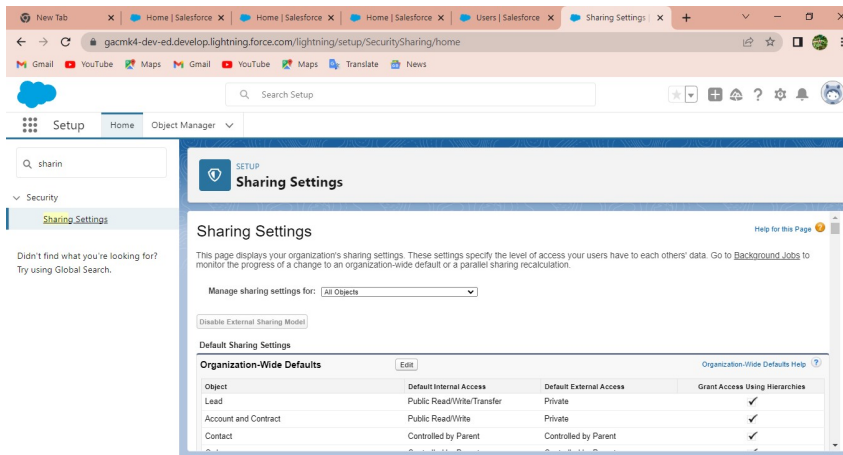 New Tab
Home | Salesforce
Home | Salesforce
Home | Salesforce
Users | Salesforce
Sharing Settings |
gacmk4-dev-ed.develop.lightning.force.com/lightning/setup/SecuritySharing/home
Gmail YouTube Maps Gmail YouTube Maps Translate News
Search Setup
Setup Home Object Manager
sharin
Security
Sharing Settings
Didn't find what you're looking for?
Try using Global Search.
SETUP
Sharing Settings
Sharing Settings
Help for this Page
This page displays your organization's sharing settings. These settings specify the level of access your users have to each others' data. Go to Background Jobs to
monitor the progress of a change to an organization-wide default or a parallel sharing recalculation.
Manage sharing settings for: All Objects
Disable External Sharing Model
Default Sharing Settings
Organization-Wide Defaults Edit Organization-Wide Defaults Help ?
Object Default Internal Access Default External Access Grant Access Using Hierarchies
Lead Public Read/Write/Transfer Private
Account and Contract Public Read/Write Private
Contact Controlled by Parent Controlled by Parent